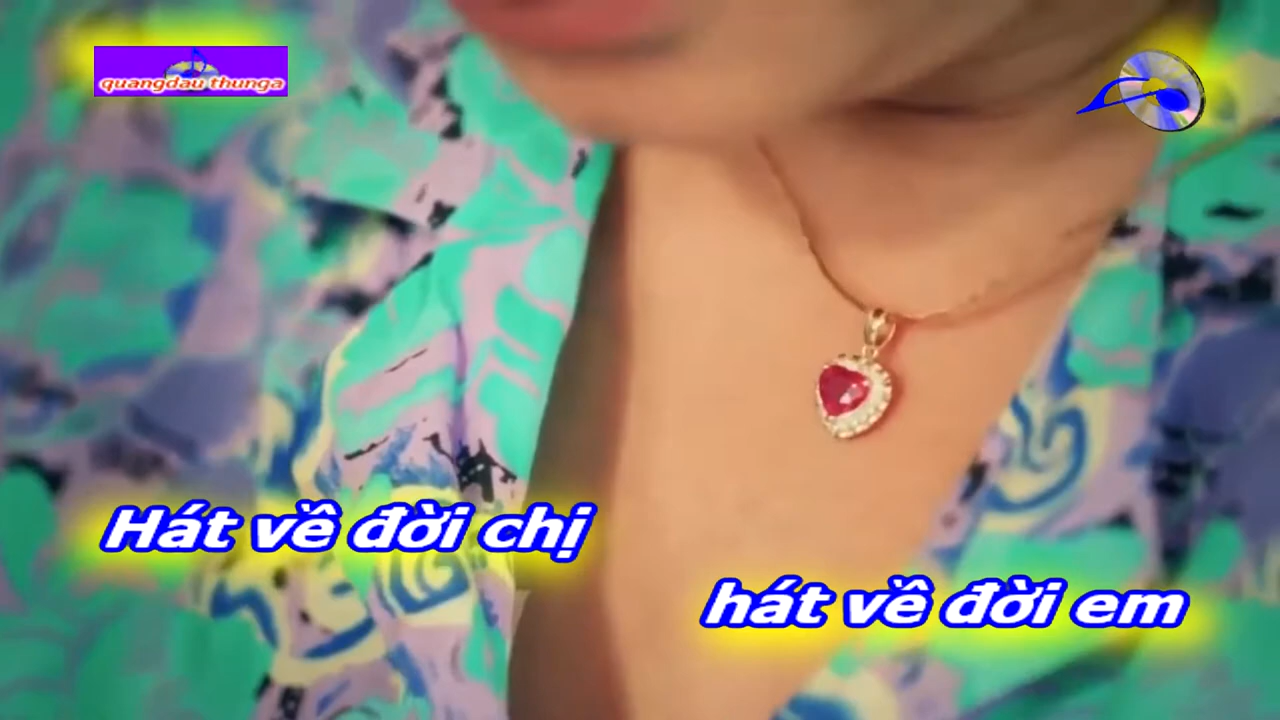 quangdau thunga
Hát về đời chị
hát về đời em